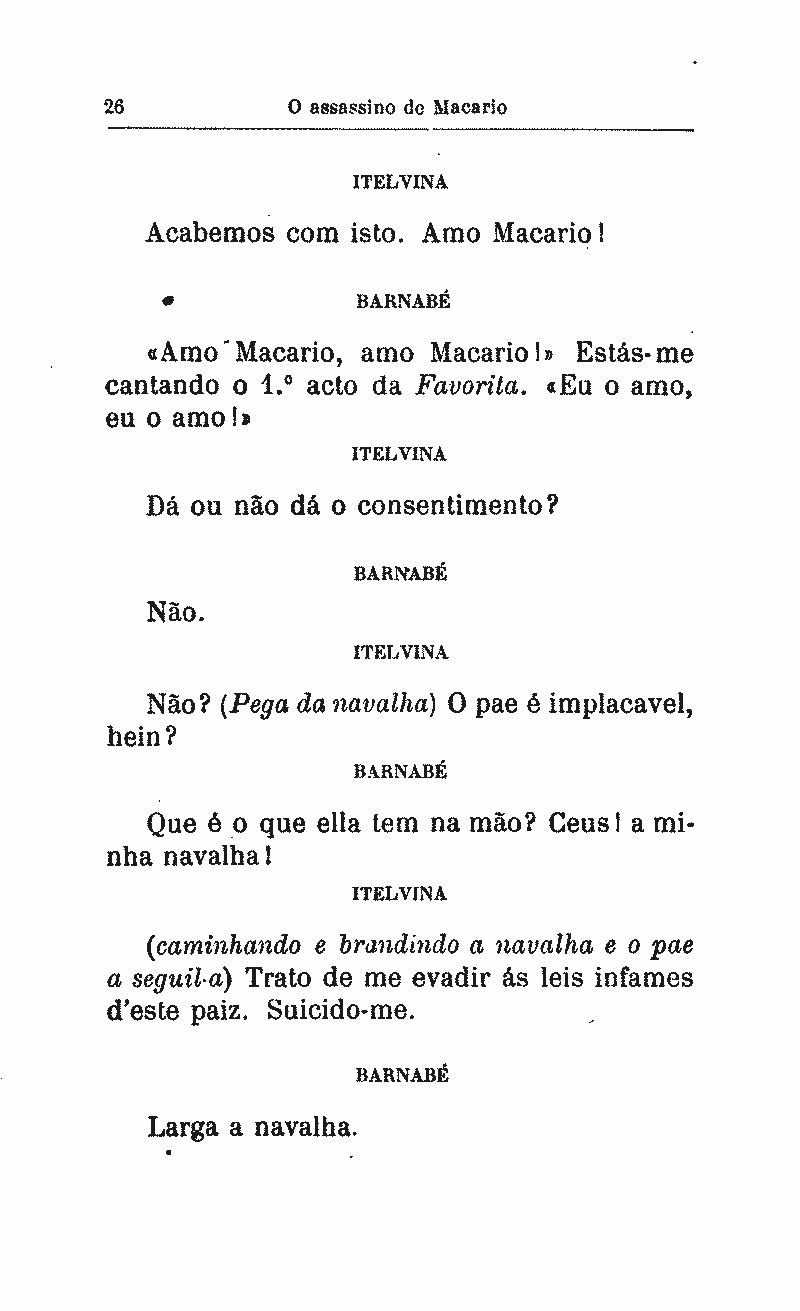 26 O assassino de Macario
ITELVINA
Acabemos com isto. Amo Macario!
BARNABÉ
«Amo Macario, amo Macario!» Estás-me
cantando o 1.º acto da Favorita. «Eu o amo,
eu o amo!»
ITELVINA
Dá ou não dá o consentimento?
BARNABÉ
Não.
ITELVINA
Não? (Pega da navalha) O pae é implacavel,
hein?
BARNABÉ
Que é o que ella tem na mão? Ceus! a mi-
nha navalha!
ITELVINA
(caminhando e brandindo a navalha e o pae
a seguil-a) Trato de me evadir ás leis infames
d'este paiz. Suicido-me.
BARNABÉ
Larga a navalha.